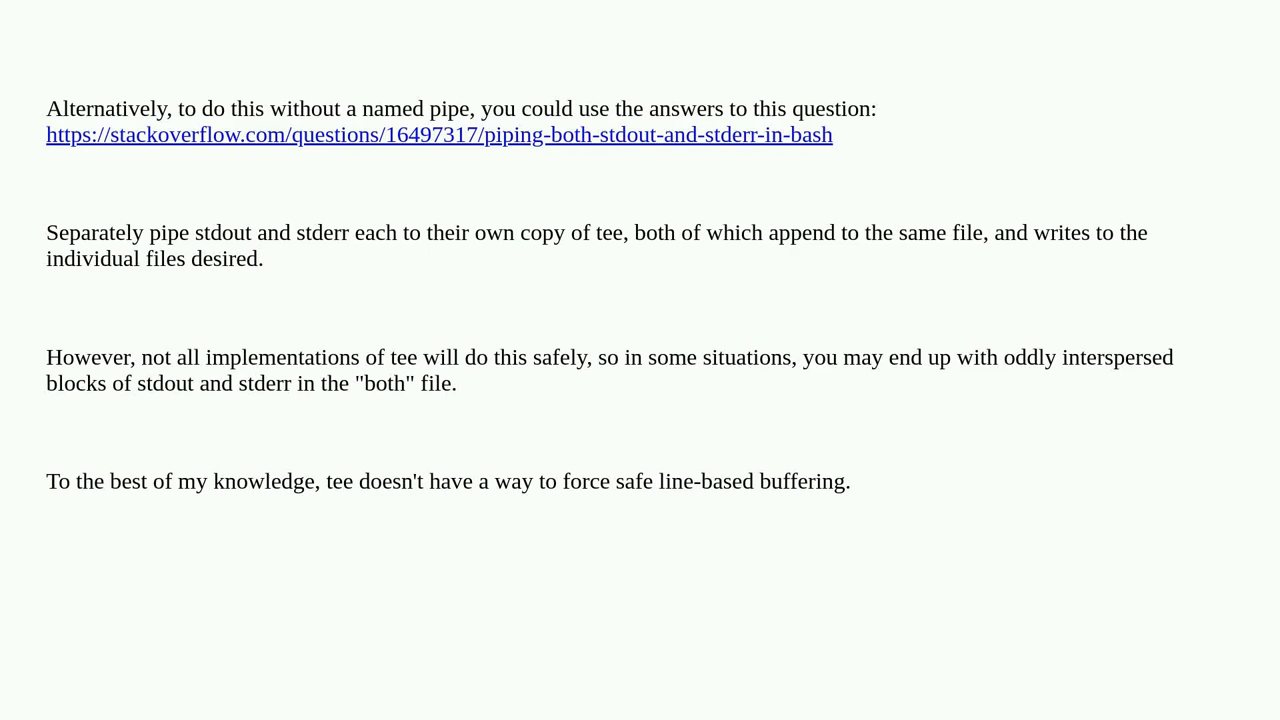 Alternatively, to do this without a named pipe, you could use the answers to this question:
https://stackoverflow.com/questions/16497317/piping-both-stdout-and-stderr-in-bash
Separately pipe stdout and stderr each to their own copy of tee, both of which append to the same file, and writes to the
individual files desired.
However, not all implementations of tee will do this safely, so in some situations, you may end up with oddly interspersed
blocks of stdout and stderr in the "both" file.
To the best of my knowledge, tee doesn't have a way to force safe line-based buffering.